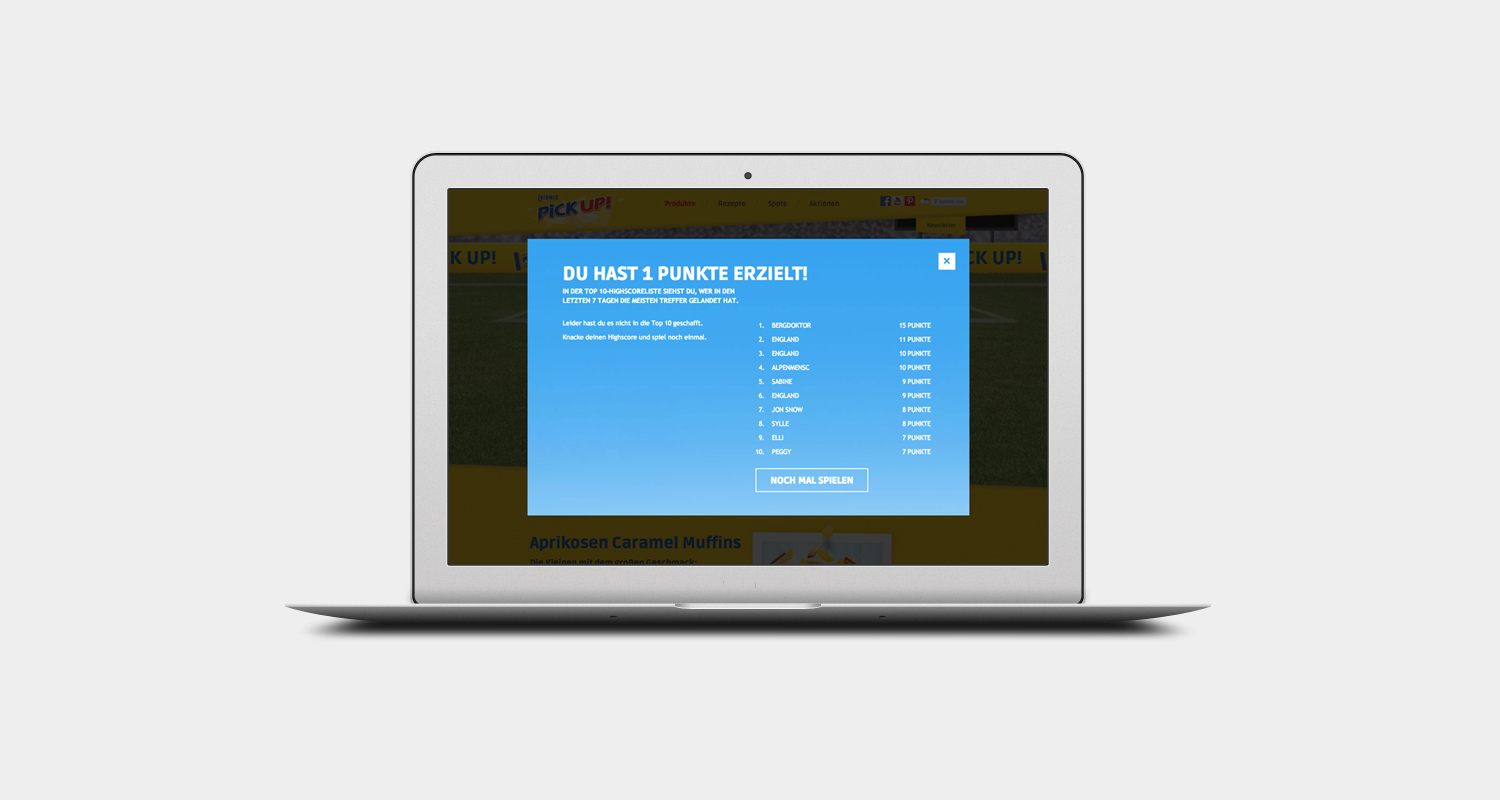 PiCK UP!
Produkte
Rezepte
Spots
Aktionen
Newsletter
K UP!
CK UP!
DU HAST 1 PUNKTE ERZIELT!
IN DER TOP 10-HIGHSCORELISTE SIEHST DU, WER IN DEN
LETZTEN 7 TAGEN DIE MEISTEN TREFFER GELANDET HAT.
Leider hast du es nicht in die Top 10 geschafft.
Knacke deinen Highscore und spiel noch einmal.
1. BERGDOKTOR 15 PUNKTE
2. ENGLAND 11 PUNKTE
3. ENGLAND 10 PUNKTE
4. ALPENMENSC 10 PUNKTE
5. SABINE 9 PUNKTE
6. ENGLAND 9 PUNKTE
7. JON SNOW 8 PUNKTE
8. SYLLE 8 PUNKTE
9. ELLI 7 PUNKTE
10. PEGGY 7 PUNKTE
NOCH MAL SPIELEN
Aprikosen Caramel Muffins
Die Kleinen mit dem großen Geschmack: